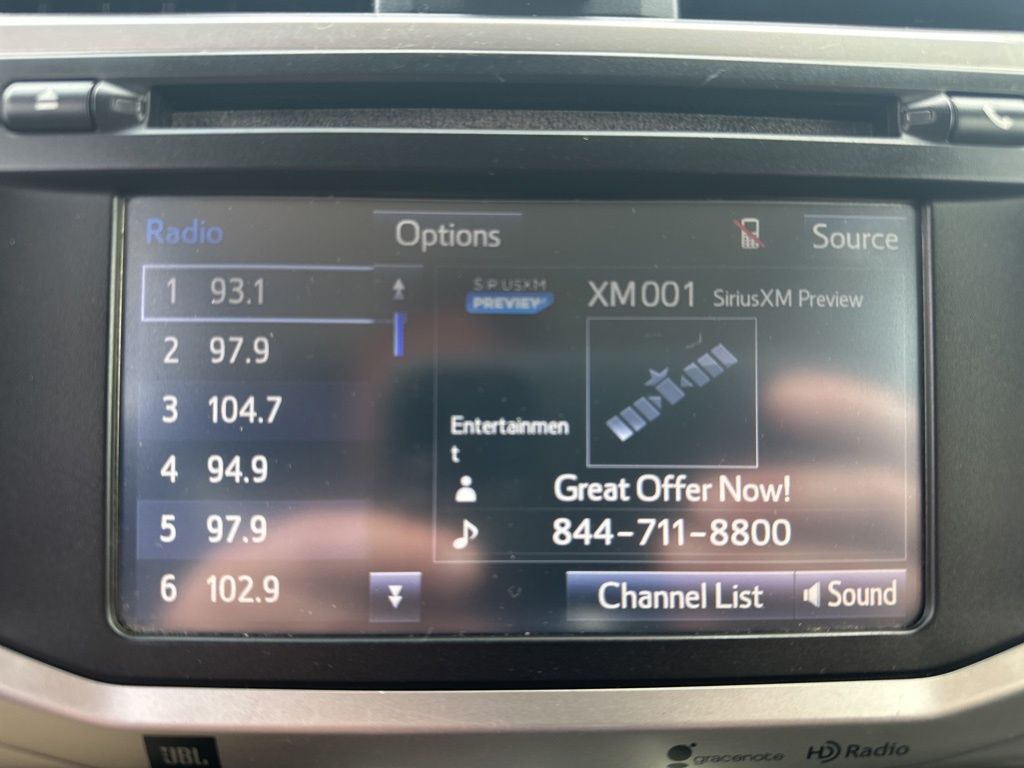 Radio
Options
Source
1 93.1
2 97.9
3 104.7
4 94.9
5 97.9
6 102.9
SIRIUSXM
PREVIEW
XM001 SiriusXM Preview
Entertainmen
t
Great Offer Now!
844-711-8800
Channel List
Sound
JBL
gracenote
HD Radio